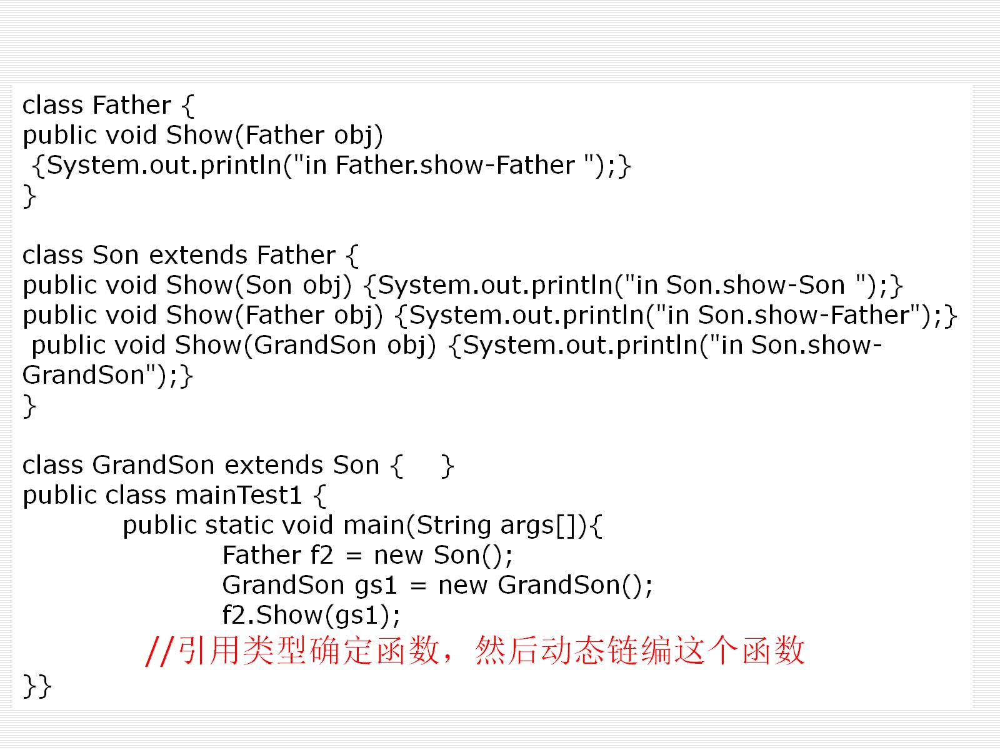 class Father {
public void Show(Father obj)
{System.out.println("in Father.show-Father ");}
}
class Son extends Father {
public void Show(Son obj) {System.out.println("in Son.show-Son ");}
public void Show(Father obj) {System.out.println("in Son.show-Father");}
public void Show(GrandSon obj) {System.out.println("in Son.show-
GrandSon");}
}
class GrandSon extends Son {    }
public class mainTest1 {
public static void main(String args[]){
Father f2 = new Son();
GrandSon gs1 = new GrandSon();
f2.Show(gs1);
//引用类型确定函数，然后动态链编这个函数
}}